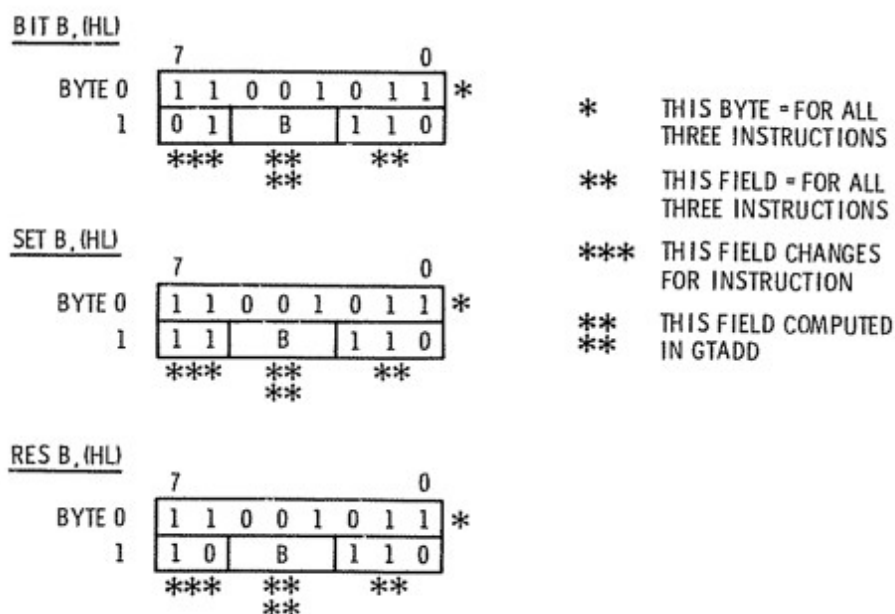 BIT B, (HL)
7 0
BYTE 0 1 1 0 0 1 0 1 1 *
1 0 1 B 1 1 0
*** ** **
**
SET B, (HL)
7 0
BYTE 0 1 1 0 0 1 0 1 1 *
1 1 1 B 1 1 0
*** ** **
**
RES B, (HL)
7 0
BYTE 0 1 1 0 0 1 0 1 1 *
1 1 0 B 1 1 0
*** ** **
**
* THIS BYTE = FOR ALL
THREE INSTRUCTIONS
** THIS FIELD = FOR ALL
THREE INSTRUCTIONS
*** THIS FIELD CHANGES
FOR INSTRUCTION
** THIS FIELD COMPUTED
** IN GTADD